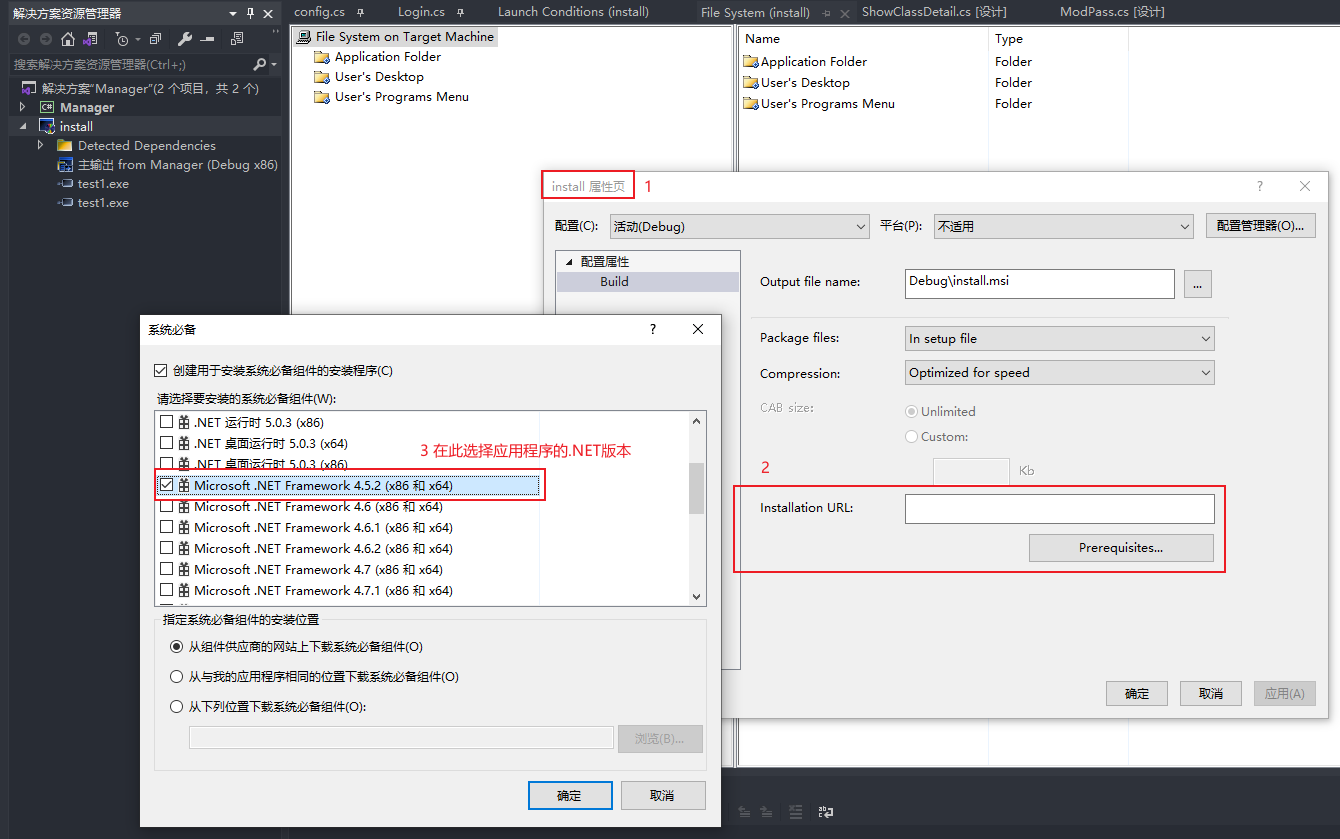 解决方案资源管理器
config.cs
Login.cs
Launch Conditions (install)
File System (install)
ShowClassDetail.cs [设计]
ModPass.cs [设计]
搜索解决方案资源管理器(Ctrl+;)
解决方案"Manager"(2 个项目，共 2 个)
Manager
install
Detected Dependencies
主输出 from Manager (Debug x86)
test1.exe
test1.exe
File System on Target Machine
Application Folder
User's Desktop
User's Programs Menu
Name
Type
Application Folder
Folder
User's Desktop
Folder
User's Programs Menu
Folder
install 属性页
1
?
配置(C):
活动(Debug)
平台(P):
不适用
配置管理器(O)...
配置属性
Build
Output file name:
Debug\install.msi
...
Package files:
In setup file
Compression:
Optimized for speed
CAB size:
Unlimited
Custom:
Kb
2
Installation URL:
Prerequisites...
确定
取消
应用(A)
系统必备
?
创建用于安装系统必备组件的安装程序(C)
请选择要安装的系统必备组件(W):
.NET 运行时 5.0.3 (x86)
.NET 桌面运行时 5.0.3 (x64)
.NET 桌面运行时 5.0.3 (x86)
3 在此选择应用程序的.NET版本
Microsoft .NET Framework 4.5.2 (x86 和 x64)
Microsoft .NET Framework 4.6 (x86 和 x64)
Microsoft .NET Framework 4.6.1 (x86 和 x64)
Microsoft .NET Framework 4.6.2 (x86 和 x64)
Microsoft .NET Framework 4.7 (x86 和 x64)
Microsoft .NET Framework 4.7.1 (x86 和 x64)
指定系统必备组件的安装位置
从组件供应商的网站上下载系统必备组件(O)
从与我的应用程序相同的位置下载系统必备组件(O)
从下列位置下载系统必备组件(O):
浏览(B)...
确定
取消